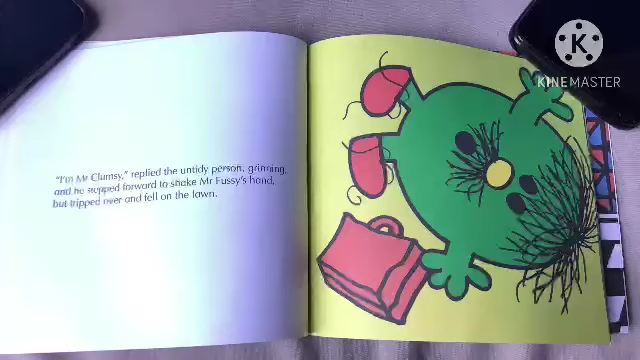 "I'm Mr Clumsy," replied the untidy person, grinning,
and he stepped forward to shake Mr Fussy's hand,
but tripped over and fell on the lawn.
K
KINEMASTER